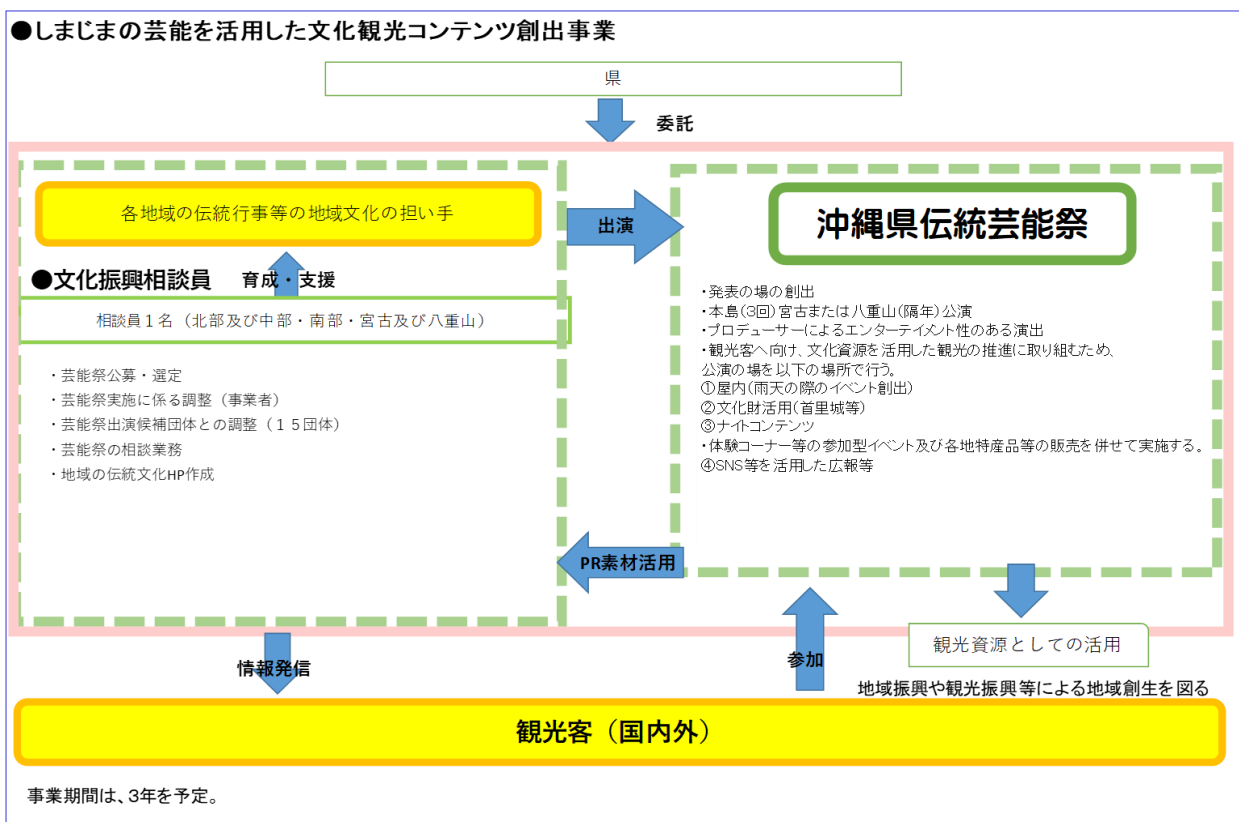 ●しまじまの芸能を活用した文化観光コンテンツ創出事業
県
委託
各地域の伝統行事等の地域文化の担い手
●文化振興相談員
育成・支援
相談員１名（北部及び中部・南部・宮古及び八重山）
・芸能祭公募・選定
・芸能祭実施に係る調整（事業者）
・芸能祭出演候補団体との調整（１５団体）
・芸能祭の相談業務
・地域の伝統文化HP作成
出演
沖縄県伝統芸能祭
・発表の場の創出
・本島(3回)宮古または八重山(隔年)公演
・プロデューサーによるエンターテイメント性のある演出
・観光客へ向け、文化資源を活用した観光の推進に取り組むため、
公演の場を以下の場所で行う。
①屋内(雨天の際のイベント創出)
②文化財活用(首里城等)
③ナイトコンテンツ
・体験コーナー等の参加型イベント及び各地特産品等の販売を併せて実施する。
④SNS等を活用した広報等
PR素材活用
情報発信
参加
観光資源としての活用
地域振興や観光振興等による地域創生を図る
観光客（国内外）
事業期間は、3年を予定。